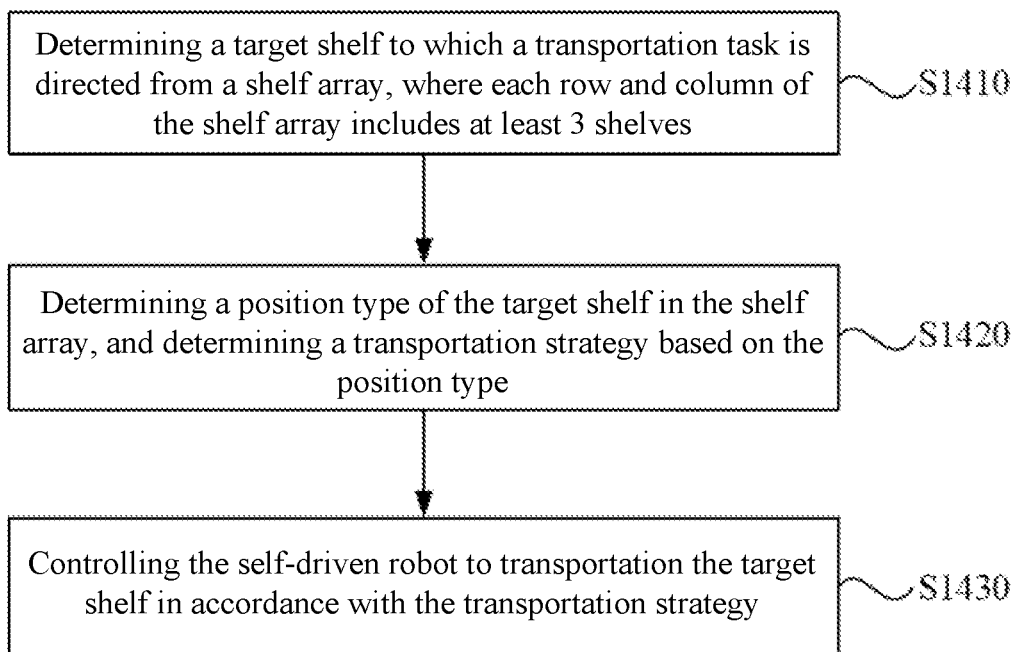 Determining a target shelf to which a transportation task is
directed from a shelf array, where each row and column of
the shelf array includes at least 3 shelves
S1410
Determining a position type of the target shelf in the shelf
array, and determining a transportation strategy based on the
position type
S1420
Controlling the self-driven robot to transportation the target
shelf in accordance with the transportation strategy
S1430